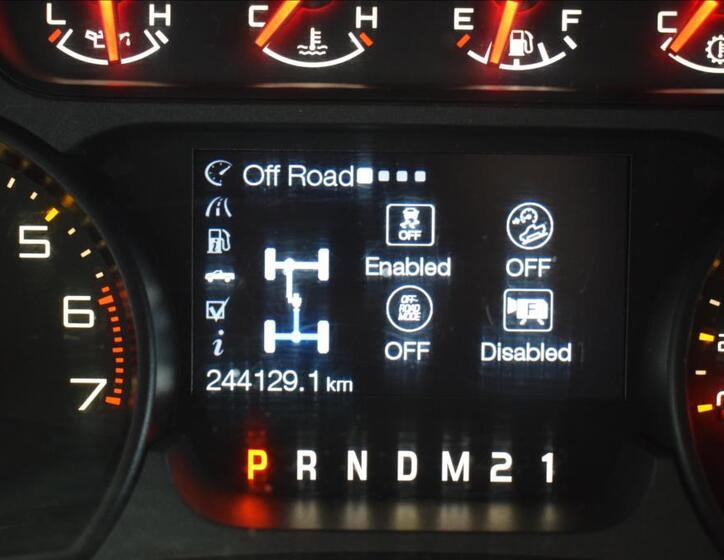 L H C H E F C
Off Road
5
6
7
OFF
Enabled OFF
OFF-
ROAD
MODE
F
OFF Disabled
i
244129.1 km
P R N D M 2 1